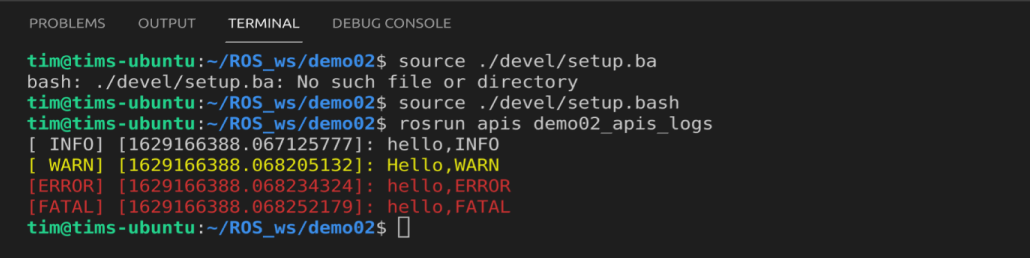 PROBLEMS OUTPUT TERMINAL DEBUG CONSOLE
tim@tims-ubuntu:~/ROS_ws/demo02$ source ./devel/setup.ba
bash: ./devel/setup.ba: No such file or directory
tim@tims-ubuntu:~/ROS_ws/demo02$ source ./devel/setup.bash
tim@tims-ubuntu:~/ROS_ws/demo02$ rosrun apis demo02_apis_logs
[ INFO] [1629166388.067125777]: hello,INFO
[ WARN] [1629166388.068205132]: Hello,WARN
[ERROR] [1629166388.068234324]: hello,ERROR
[FATAL] [1629166388.068252179]: hello,FATAL
tim@tims-ubuntu:~/ROS_ws/demo02$